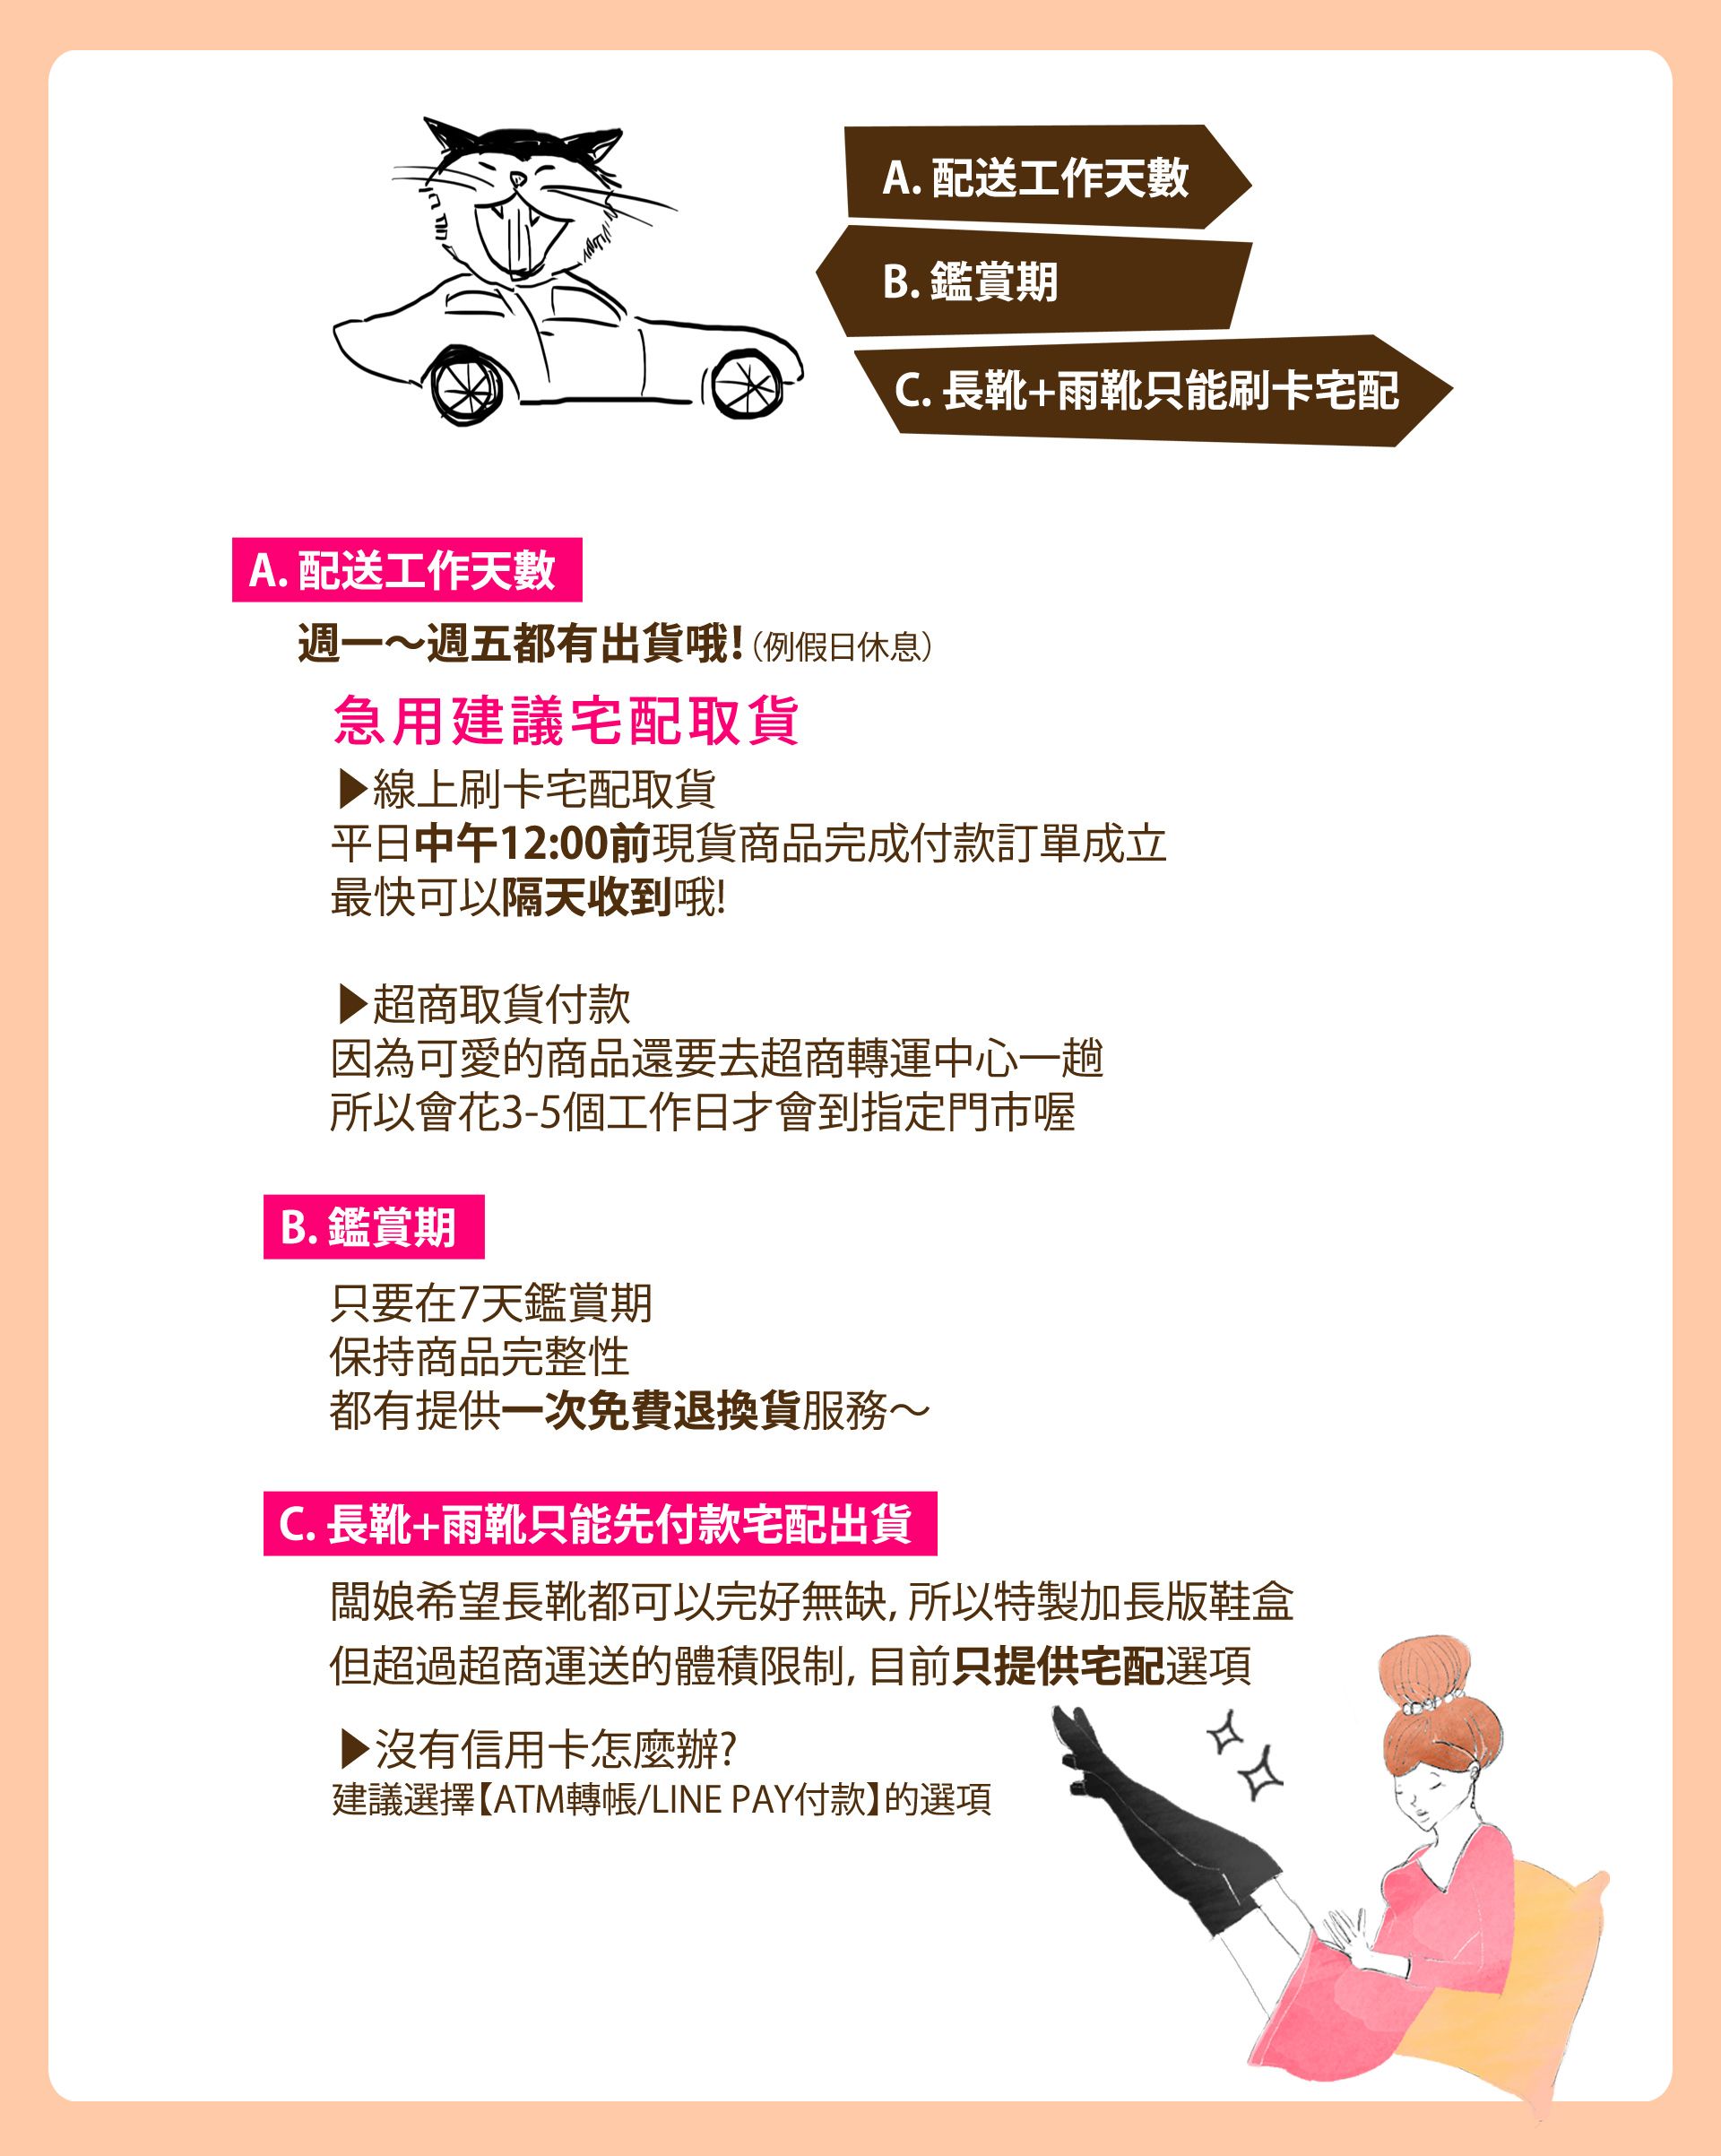 A. 配送工作天數
B. 鑑賞期
C. 長靴+雨靴只能刷卡宅配
A. 配送工作天數
週一～週五都有出貨哦!（例假日休息）
急用建議宅配取貨
▶線上刷卡宅配取貨
平日中午12:00前現貨商品完成付款訂單成立
最快可以隔天收到哦!
▶超商取貨付款
因為可愛的商品還要去超商轉運中心一趟
所以會花3-5個工作日才會到指定門市喔
B. 鑑賞期
只要在7天鑑賞期
保持商品完整性
都有提供一次免費退換貨服務～
C. 長靴+雨靴只能先付款宅配出貨
闆娘希望長靴都可以完好無缺, 所以特製加長版鞋盒
但超過超商運送的體積限制, 目前只提供宅配選項
▶沒有信用卡怎麼辦?
建議選擇【ATM轉帳/LINE PAY付款】的選項